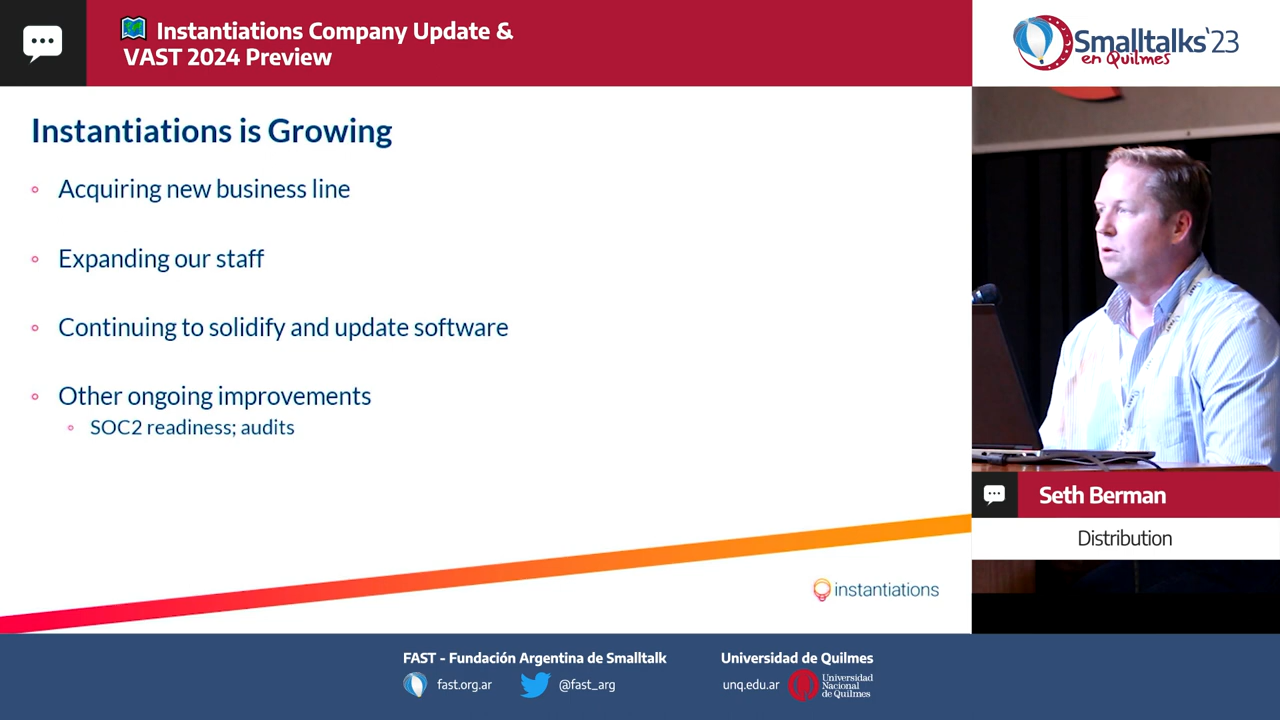 Instantiations Company Update &
VAST 2024 Preview
Smalltalks'23
en Quilmes
Instantiations is Growing
Acquiring new business line
Expanding our staff
Continuing to solidify and update software
Other ongoing improvements
SOC2 readiness; audits
instantiations
Seth Berman
Distribution
FAST - Fundación Argentina de Smalltalk
fast.org.ar
@fast_arg
Universidad de Quilmes
unq.edu.ar
Universidad
Nacional
de Quilmes